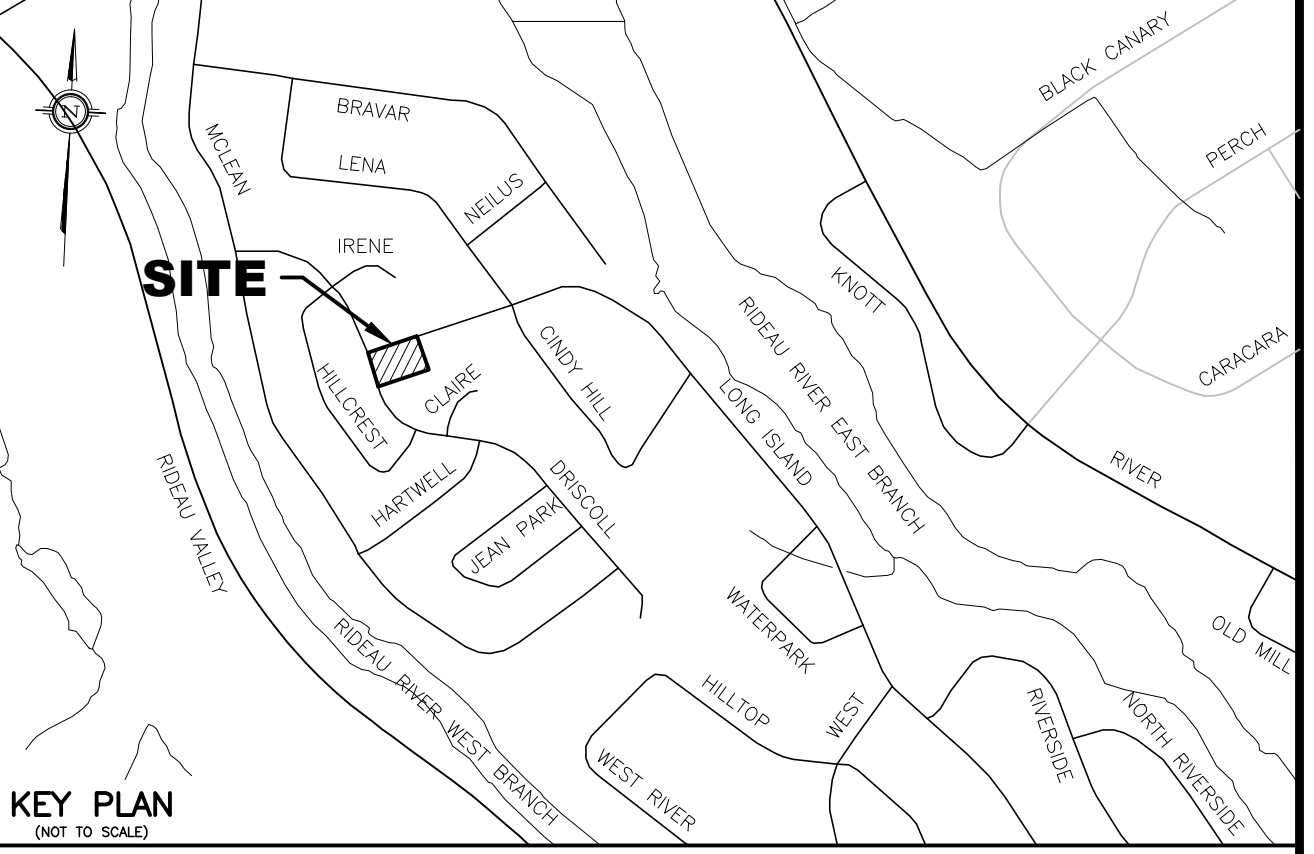 BLACK CANARY
BRAVAR
N
MCLEAN
PERCH
LENA
NEILUS
IRENE
SITE
KNOTT
RIDEAU RIVER EAST BRANCH
CINDY HILL
CARACARA
HILLCREST
CLAIRE
LONG ISLAND
RIVER
RIDEAU VALLEY
HARTWELL
DRISCOLL
JEAN PARK
WATERPARK
OLD MILL
RIDEAU RIVER WEST BRANCH
HILLTOP
WEST
RIVERSIDE
NORTH RIVERSIDE
WEST RIVER
KEY PLAN
(NOT TO SCALE)